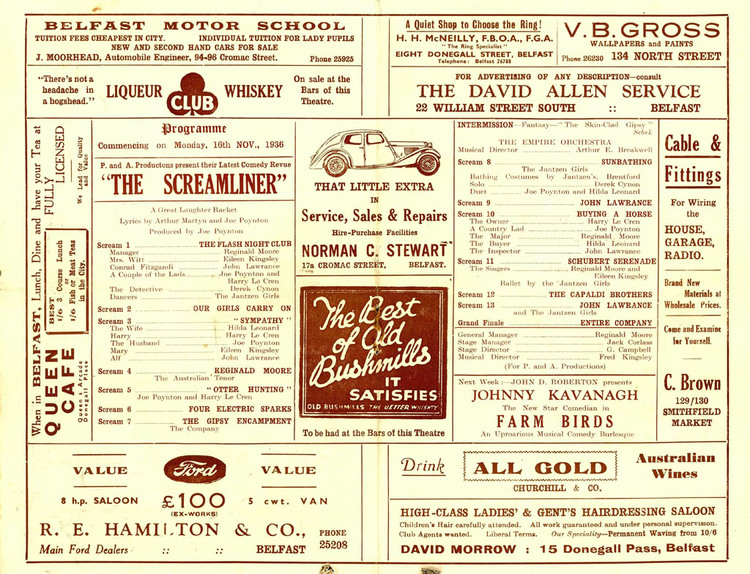 BELFAST MOTOR SCHOOL
TUITION FEES CHEAPEST IN CITY. INDIVIDUAL TUITION FOR LADY PUPILS
NEW AND SECOND HAND CARS FOR SALE
J. MOORHEAD, Automobile Engineer, 94-96 Cromac Street. Phone 25925
A Quiet Shop to Choose the Ring!
H. H. McNEILLY, F.B.O.A., F.G.A.
"The Ring Specialist"
EIGHT DONEGALL STREET, BELFAST
Telephone: Belfast 26788
V. B. GROSS
WALLPAPERS and PAINTS
Phone 26230 134 NORTH STREET
"There's not a
headache in
a hogshead."
LIQUEUR CLUB WHISKEY
On sale at the
Bars of this
Theatre.
FOR ADVERTISING OF ANY DESCRIPTION—consult
THE DAVID ALLEN SERVICE
22 WILLIAM STREET SOUTH :: BELFAST
When in BELFAST, Lunch, Dine and have your Tea at
FULLY LICENSED
We Lead for Quality and Value
QUEEN CAFE
Queen's Arcade
Donegall Place
BEST
1/6 3 Course Lunch
or
1/6 Fish or Meat Teas
in the City.
Programme
Commencing on Monday, 16th NOV., 1936
P. and A. Productons present their Latest Comedy Revue
"THE SCREAMLINER"
A Great Laughter Racket
Lyrics by Arthur Martyn and Joe Poynton
Produced by Joe Poynton
Scream 1 THE FLASH NIGHT CLUB
Manager Reginald Moore
Mrs. Witt Eileen Kingsley
Conrad Fitzganeli John Lawrance
A Couple of the Lads Joe Poynton and
Harry Le Cren
The Detective Derek Cynon
Dancers The Jantzen Girls
Scream 2 OUR GIRLS CARRY ON
Scream 3 "SYMPATHY"
The Wife Hilda Leonard
Harry Harry Le Cren
The Husband Joe Poynton
Mary Eileen Kingsley
Alf John Lawrance
Scream 4 REGINALD MOORE
The Australian Tenor
Scream 5 "OTTER HUNTING"
Joe Poynton and Harry Le Cren
Scream 6 FOUR ELECTRIC SPARKS
Scream 7 THE GIPSY ENCAMPMENT
The Company
THAT LITTLE EXTRA
IN
Service, Sales & Repairs
Hire-Purchase Facilities
NORMAN C. STEWART
17a CROMAC STREET, BELFAST.
The Best
of Old
Bushmills
IT
SATISFIES
OLD BUSHMILLS THE BETTER WHISKY
To be had at the Bars of this Theatre
INTERMISSION—Fantasy—"The Skin-Clad Gipsy"
Sebek
THE EMPIRE ORCHESTRA
Musical Director Arthur E. Breakwell
Scream 8 SUNBATHING
The Jantzen Girls
Bathing Costumes by Jantzen's, Brentford
Solo Derek Cynon
Duet Joe Poynton and Hilda Leonard
Scream 9 JOHN LAWRANCE
Scream 10 BUYING A HORSE
The Owner Harry Le Cren
A Country Lad Joe Poynton
The Major Reginald Moore
The Buyer Hilda Leonard
The Inspector John Lawrance
Scream 11 SCHUBERT SERENADE
The Singers Reginald Moore and
Eileen Kingsley
Ballet by the Jantzen Girls
Scream 12 THE CAPALDI BROTHERS
Scream 13 JOHN LAWRANCE
and The Jantzen Girls
Grand Finale ENTIRE COMPANY
General Manager Reginald Moore
Stage Manager Jack Corlass
Stage Director G. Campbell
Musical Director Fred Kingsley
(For P. and A. Productions)
Next Week: JOHN D. ROBERTON presents
JOHNNY KAVANAGH
The New Star Comedian in
FARM BIRDS
An Uproarious Musical Comedy Burlesque
Cable &
Fittings
For Wiring
the
HOUSE,
GARAGE,
RADIO.
Brand New
Materials at
Wholesale Prices.
Come and Examine
for Yourself.
C. Brown
129/130
SMITHFIELD
MARKET
VALUE Ford VALUE
8 h.p. SALOON £100 5 cwt. VAN
(EX-WORKS)
R. E. HAMILTON & CO., PHONE
25208
Main Ford Dealers :: :: BELFAST
Drink ALL GOLD Australian
Wines
CHURCHILL & CO.
HIGH-CLASS LADIES' & GENT'S HAIRDRESSING SALOON
Children's Hair carefully attended. All work guaranteed and under personal supervision.
Club Agents wanted. Liberal Terms. Our Speciality—Permanent Waving from 10/6
DAVID MORROW : 15 Donegall Pass, Belfast